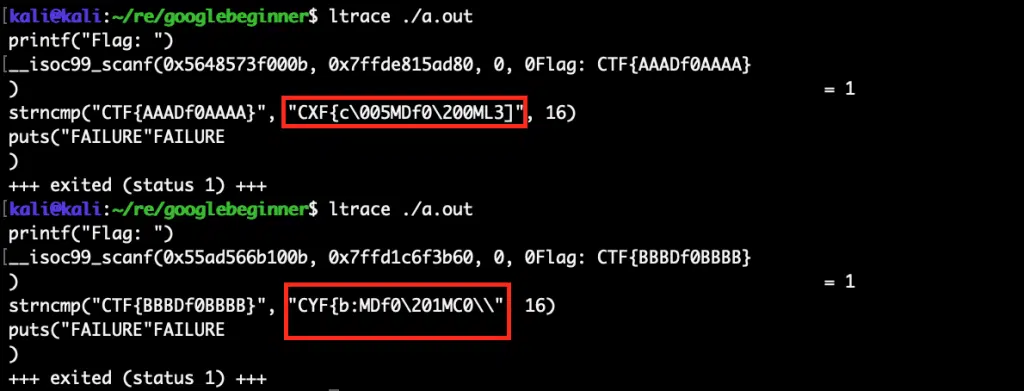 [kali@kali:~/re/googlebeginner$ ltrace ./a.out
printf("Flag: ")
[__isoc99_scanf(0x5648573f000b, 0x7ffde815ad80, 0, 0Flag: CTF{AAADf0AAAA}
) = 1
strncmp("CTF{AAADf0AAAA}", "CXF{c\005MDf0\200ML3]", 16)
puts("FAILURE"FAILURE
)
+++ exited (status 1) +++
[kali@kali:~/re/googlebeginner$ ltrace ./a.out
printf("Flag: ")
[__isoc99_scanf(0x55ad566b100b, 0x7ffd1c6f3b60, 0, 0Flag: CTF{BBBDf0BBBB}
) = 1
strncmp("CTF{BBBDf0BBBB}", "CYF{b:MDf0\201MC0\\" 16)
puts("FAILURE"FAILURE
)
+++ exited (status 1) +++